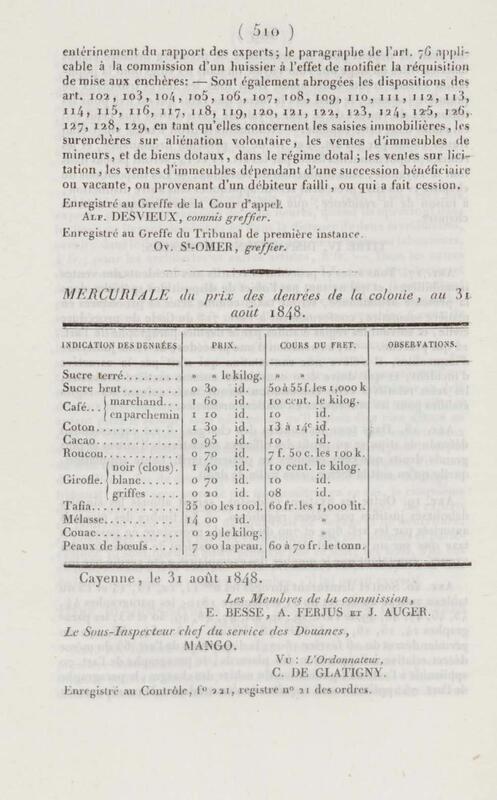 ( 510 )
entérinement du rapport des experts; le paragraphe de l'art. 76 appli-
cable à la commission d'un huissier à l'effet de notifier la réquisition
de mise aux enchères: — Sont également abrogées les dispositions des
art. 102, 103, 104, 105, 106, 107, 108, 109, 110, 111, 112, 113,
114, 115, 116, 117, 118, 119, 120, 121, 122, 123, 124, 125, 126,
127, 128, 129, en tant qu'elles concernent les saisies immobilières, les
surenchères sur aliénation volontaire, les ventes d'immeubles de
mineurs, et de biens dotaux, dans le régime dotal; les ventes sur lici-
tation, les ventes d'immeubles dépendant d'une succession bénéficiaire
ou vacante, ou provenant d'un débiteur failli, ou qui a fait cession.
Enregistré au Greffe de la Cour d'appel.
ALP. DESVIEUX, commis greffier.
Enregistré au Greffe du Tribunal de première instance.
OV. St-OMER, greffier.
MERCURIALE du prix des denrées de la colonie, au 31
août 1848.
INDICATION DES DENRÉES. PRIX. COURS DU FRET. OBSERVATIONS.
Sucre terré......... » » le kilog. » »
Sucre brut......... 0 30 id. 50 à 55 f. les 1,000 k
Café... { marchand... 1 60 id. 10 cent. le kilog.
en parchemin 1 10 id. 10 id.
Coton............. 1 30 id. 13 à 14c id.
Cacao............. 0 95 id. 10 id.
Roucou............ 0 70 id. 7 f. 50 c. les 100 k.
Girofle. { noir (clous). 1 40 id. 10 cent. le kilog.
blanc...... 0 70 id. 10 id.
griffes ..... 0 20 id. 08 id.
Tafia.............. 35 00 les 100 l. 60 fr. les 1,000 lit.
Mélasse........... 14 00 id. »
Couac............. 0 29 le kilog. »
Peaux de bœufs..... 7 00 la peau. 60 à 70 fr. le tonn.
Cayenne, le 31 août 1848.
Les Membres de la commission,
E. BESSE, A. FERJUS ET J. AUGER.
Le Sous-Inspecteur chef du service des Douanes,
MANGO.
VU : L'Ordonnateur,
C. DE GLATIGNY.
Enregistré au Contrôle, fo 221, registre no 21 des ordres.